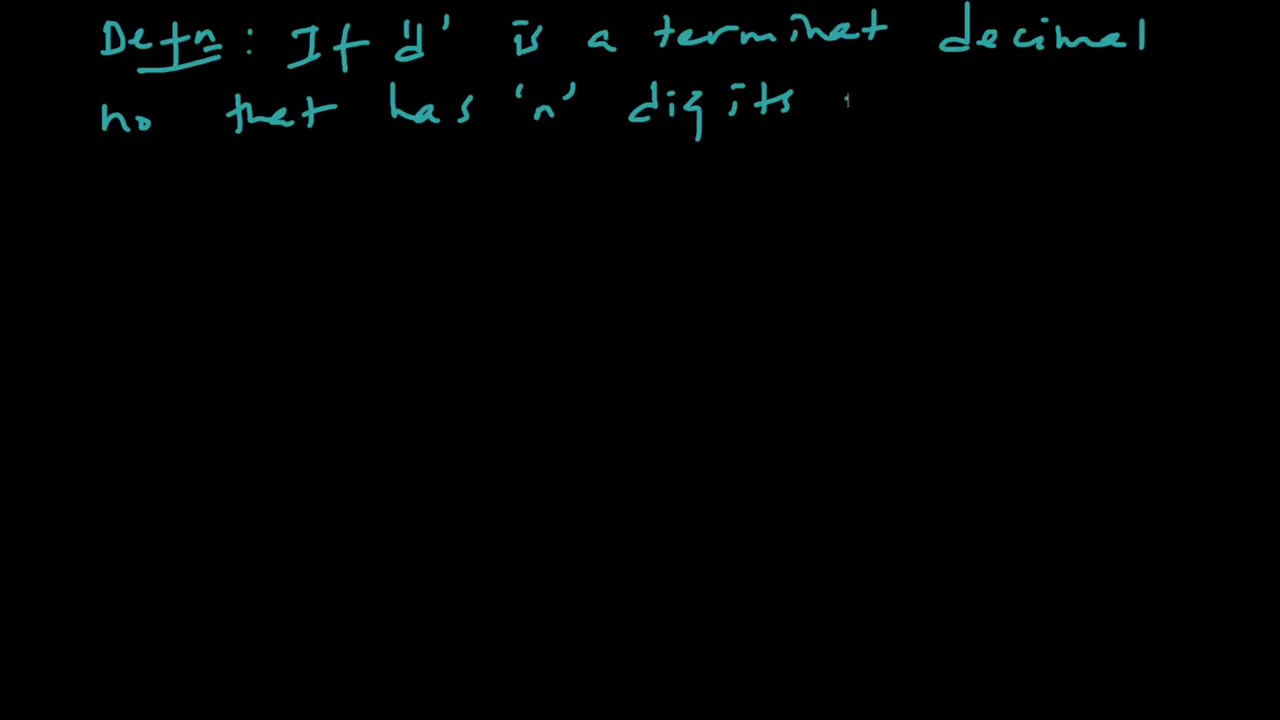 Defn : If 'd' is a terminat decimal
no that has 'n' digits